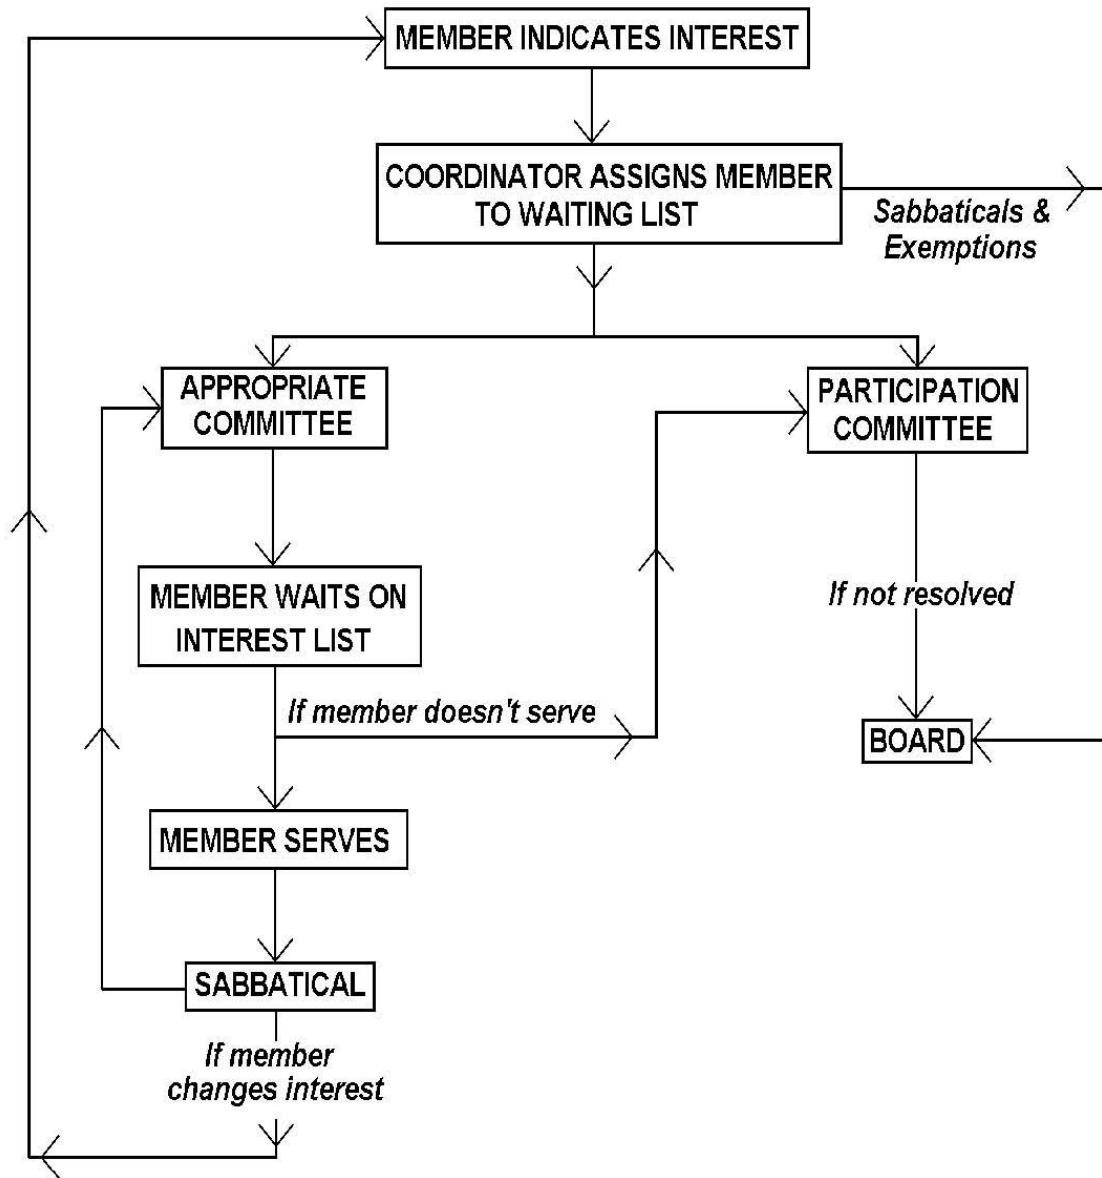 MEMBER INDICATES INTEREST
COORDINATOR ASSIGNS MEMBER
TO WAITING LIST
Sabbaticals &
Exemptions
APPROPRIATE
COMMITTEE
PARTICIPATION
COMMITTEE
MEMBER WAITS ON
INTEREST LIST
If not resolved
If member doesn't serve
BOARD
MEMBER SERVES
SABBATICAL
If member
changes interest